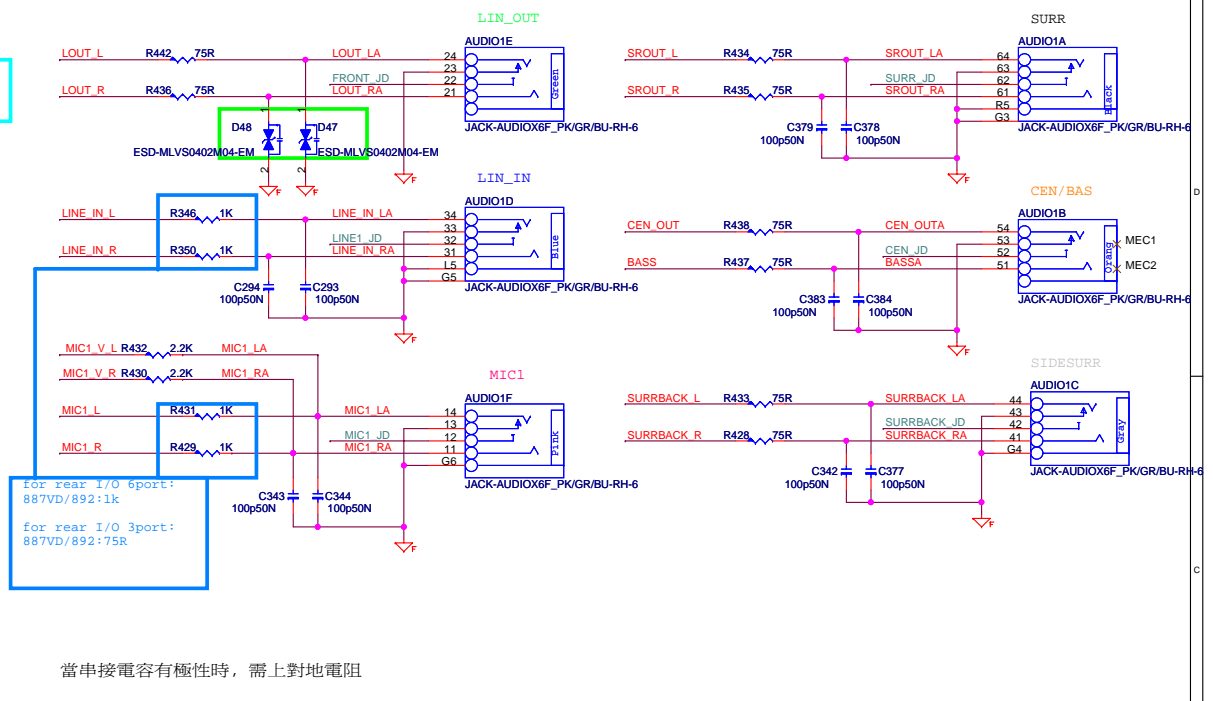 LIN_OUT
AUDIO1E
LOUT_L R442 75R LOUT_LA 24
23
FRONT_JD 22
LOUT_R R436 75R LOUT_RA 21
Green
1 1
D48 D47
JACK-AUDIOX6F_PK/GR/BU-RH-6
ESD-MLVS0402M04-EM ESD-MLVS0402M04-EM
2 2
F F F
LIN_IN
AUDIO1D
LINE_IN_L R346 1K LINE_IN_LA 34
33
LINE1_JD 32
LINE_IN_R R350 1K LINE_IN_RA 31
L5
G5
Blue
JACK-AUDIOX6F_PK/GR/BU-RH-6
C294 C293
100p50N 100p50N
F
MIC1_V_L R432 2.2K MIC1_LA
MIC1_V_R R430 2.2K MIC1_RA
MIC1
AUDIO1F
MIC1_L R431 1K MIC1_LA 14
13
MIC1_JD 12
MIC1_R R429 1K MIC1_RA 11
G6
Pink
JACK-AUDIOX6F_PK/GR/BU-RH-6
C343 C344
100p50N 100p50N
F
for rear I/O 6port:
887VD/892:1k
for rear I/O 3port:
887VD/892:75R
SURR
AUDIO1A
SROUT_L R434 75R SROUT_LA 64
63
SURR_JD 62
SROUT_R R435 75R SROUT_RA 61
R5
G3
Black
JACK-AUDIOX6F_PK/GR/BU-RH-6
C379 C378
100p50N 100p50N
F
CEN/BAS
AUDIO1B
CEN_OUT R438 75R CEN_OUTA 54
53
CEN_JD 52
BASS R437 75R BASSA 51
Orang
MEC1
MEC2
JACK-AUDIOX6F_PK/GR/BU-RH-6
C383 C384
100p50N 100p50N
F
SIDESURR
AUDIO1C
SURRBACK_L R433 75R SURRBACK_LA 44
43
SURRBACK_JD 42
SURRBACK_R R428 75R SURRBACK_RA 41
G4
Gray
JACK-AUDIOX6F_PK/GR/BU-RH-6
C342 C377
100p50N 100p50N
F
D
C
當串接電容有極性時, 需上對地電阻